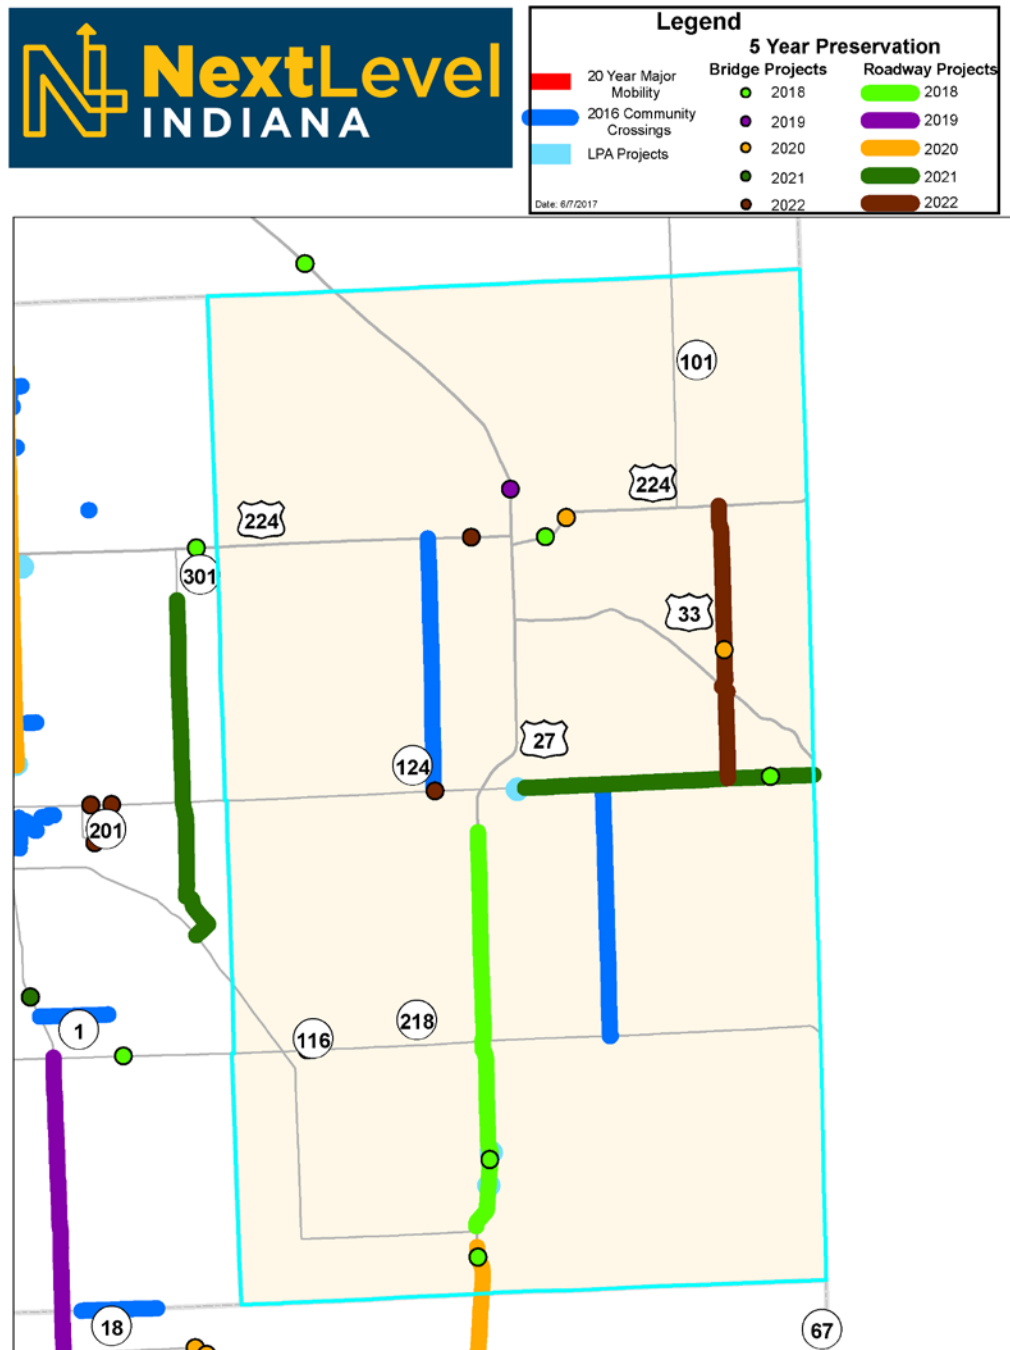 NextLevel
INDIANA
Legend
5 Year Preservation
20 Year Major
Mobility
2016 Community
Crossings
LPA Projects
Bridge Projects
2018
2019
2020
2021
2022
Roadway Projects
2018
2019
2020
2021
2022
Date: 6/7/2017
101
224
224
301
33
27
124
201
218
116
1
18
67